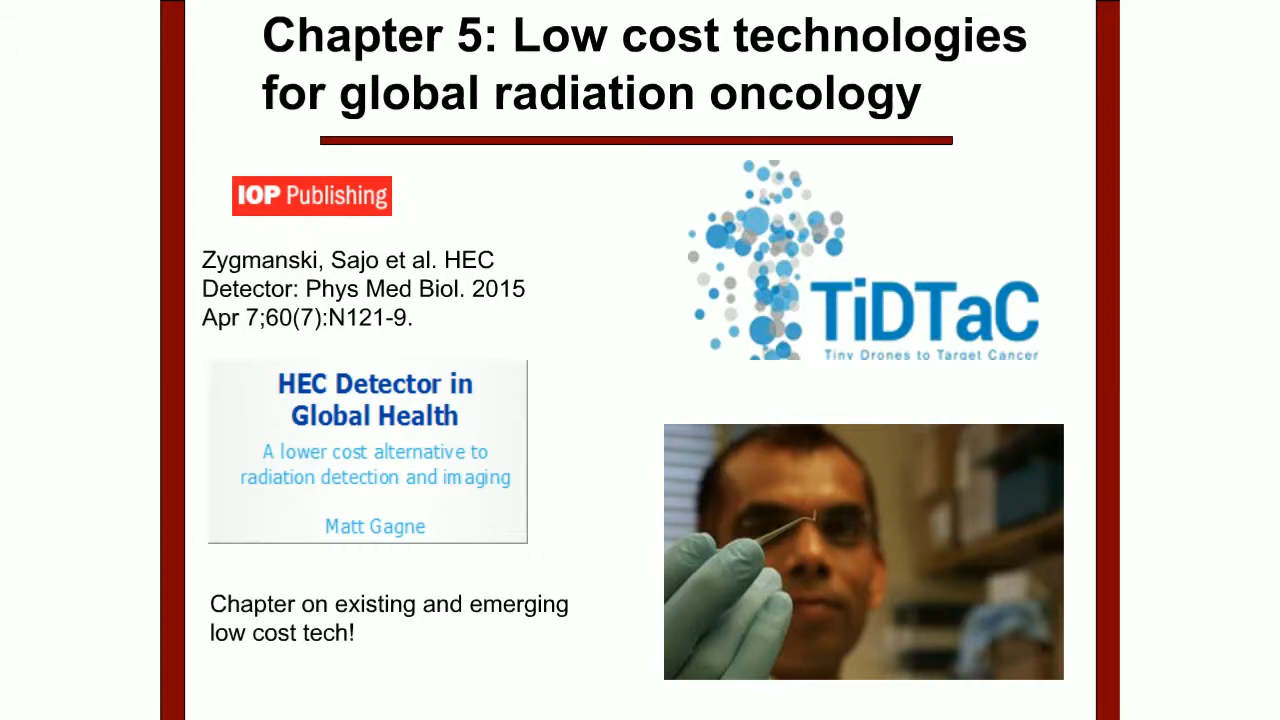 Chapter 5: Low cost technologies
for global radiation oncology
IOP Publishing
Zygmanski, Sajo et al. HEC
Detector: Phys Med Biol. 2015
Apr 7;60(7):N121-9.
TiDTaC
Tiny Drones to Target Cancer
HEC Detector in
Global Health
A lower cost alternative to
radiation detection and imaging
Matt Gagne
Chapter on existing and emerging
low cost tech!